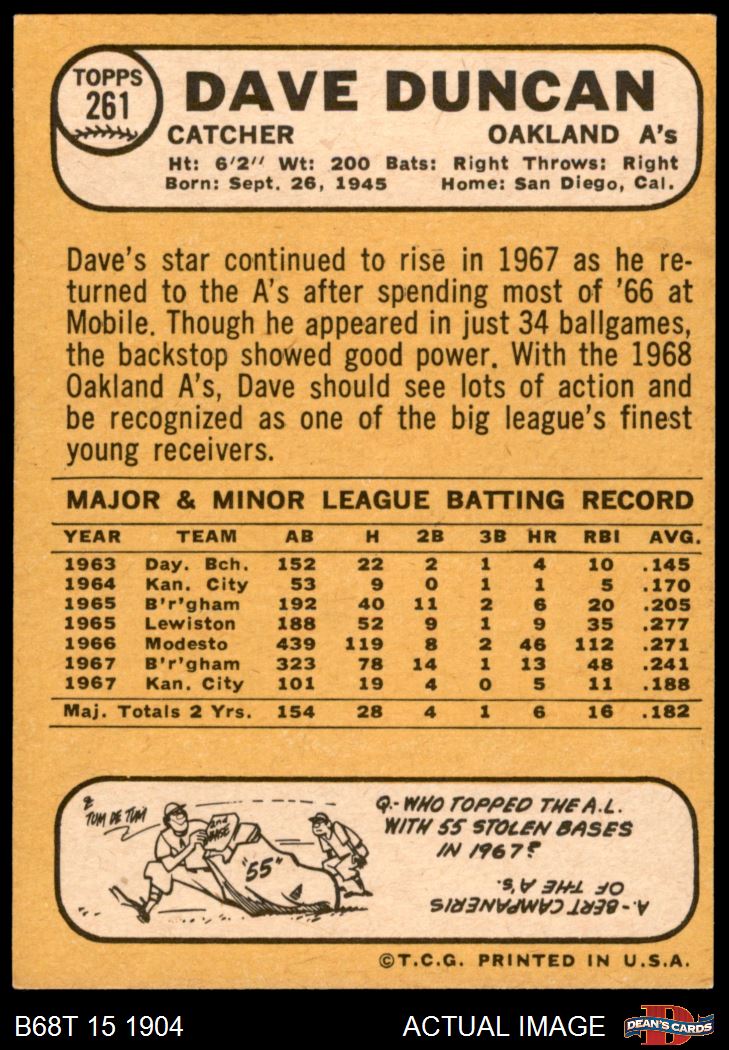 TOPPS
261
DAVE DUNCAN
CATCHER OAKLAND A's
Ht: 6'2" Wt: 200 Bats: Right Throws: Right
Born: Sept. 26, 1945 Home: San Diego, Cal.
Dave's star continued to rise in 1967 as he re-
turned to the A's after spending most of '66 at
Mobile. Though he appeared in just 34 ballgames,
the backstop showed good power. With the 1968
Oakland A's, Dave should see lots of action and
be recognized as one of the big league's finest
young receivers.
MAJOR & MINOR LEAGUE BATTING RECORD
YEAR TEAM AB H 2B 3B HR RBI AVG.
1963 Day. Bch. 152 22 2 1 4 10 .145
1964 Kan. City 53 9 0 1 1 5 .170
1965 B'r'gham 192 40 11 2 6 20 .205
1965 Lewiston 188 52 9 1 9 35 .277
1966 Modesto 439 119 8 2 46 112 .271
1967 B'r'gham 323 78 14 1 13 48 .241
1967 Kan. City 101 19 4 0 5 11 .188
Maj. Totals 2 Yrs. 154 28 4 1 6 16 .182
TUM DE TUM
2ND
BASE
"55"
Q.-WHO TOPPED THE A.L.
WITH 55 STOLEN BASES
IN 1967?
A.-BERT CAMPANERIS
OF THE A's.
©T.C.G. PRINTED IN U.S.A.
B68T 15 1904 ACTUAL IMAGE
D
DEAN'S CARDS